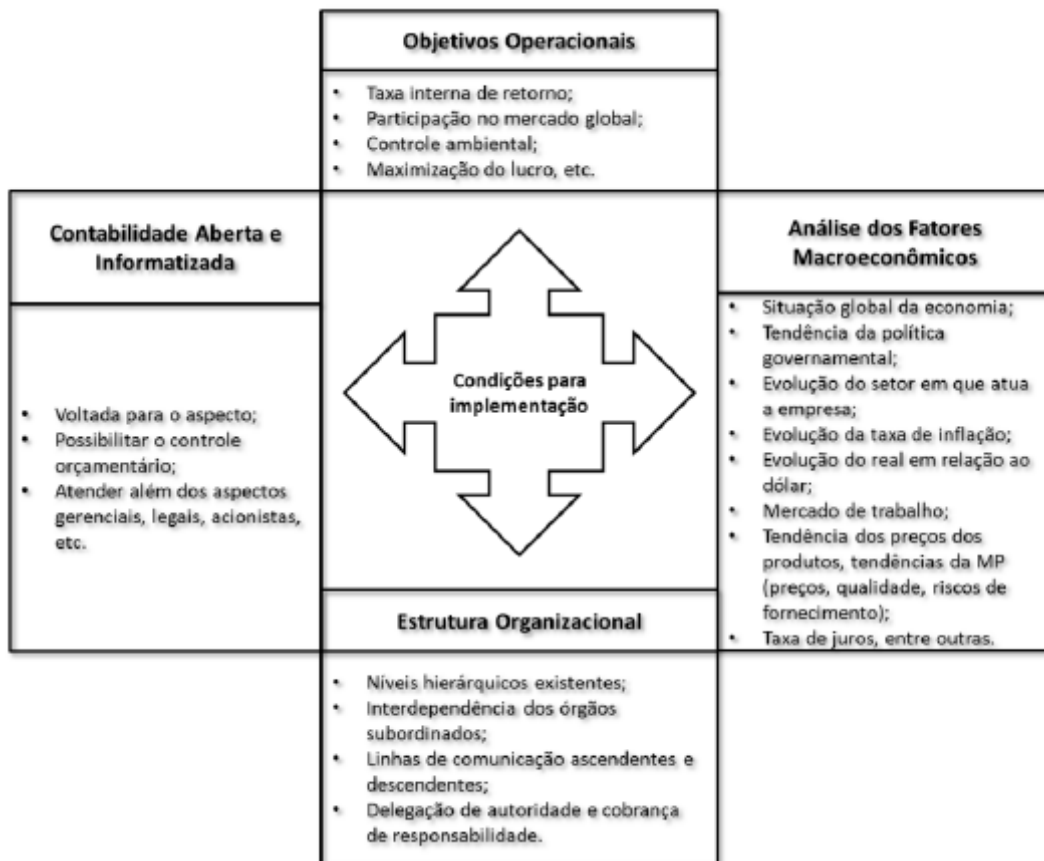 Objetivos Operacionais
• Taxa interna de retorno;
• Participação no mercado global;
• Controle ambiental;
• Maximização do lucro, etc.
Contabilidade Aberta e
Informatizada
• Voltada para o aspecto;
• Possibilitar o controle
orçamentário;
• Atender além dos aspectos
gerenciais, legais, acionistas,
etc.
Condições para
implementação
Análise dos Fatores
Macroeconômicos
• Situação global da economia;
• Tendência da política
governamental;
• Evolução do setor em que atua
a empresa;
• Evolução da taxa de inflação;
• Evolução do real em relação ao
dólar;
• Mercado de trabalho;
• Tendência dos preços dos
produtos, tendências da MP
(preços, qualidade, riscos de
fornecimento);
• Taxa de juros, entre outras.
Estrutura Organizacional
• Níveis hierárquicos existentes;
• Interdependência dos órgãos
subordinados;
• Linhas de comunicação ascendentes e
descendentes;
• Delegação de autoridade e cobrança
de responsabilidade.